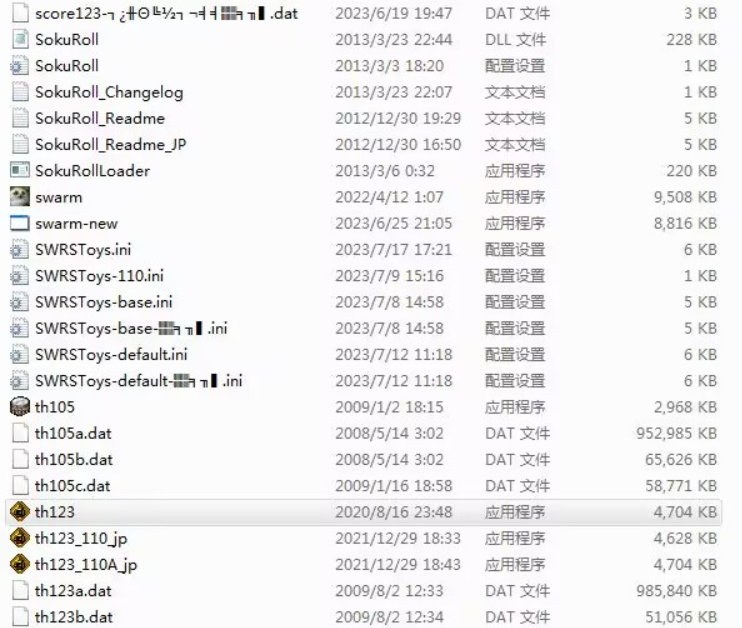 score123-┐¿╫Θ╚½┐ ¬╡╡▒╕╖▌.dat 2023/6/19 19:47 DAT 文件 3 KB
SokuRoll 2013/3/23 22:44 DLL 文件 228 KB
SokuRoll 2013/3/3 18:20 配置设置 1 KB
SokuRoll_Changelog 2013/3/23 22:07 文本文档 1 KB
SokuRoll_Readme 2012/12/30 19:29 文本文档 5 KB
SokuRoll_Readme_JP 2012/12/30 16:50 文本文档 5 KB
SokuRollLoader 2013/3/6 0:32 应用程序 220 KB
swarm 2022/4/12 1:07 应用程序 9,508 KB
swarm-new 2023/6/25 21:05 应用程序 8,816 KB
SWRSToys.ini 2023/7/17 17:21 配置设置 6 KB
SWRSToys-110.ini 2023/7/9 15:16 配置设置 1 KB
SWRSToys-base.ini 2023/7/8 14:58 配置设置 5 KB
SWRSToys-base-▒╕╖▌.ini 2023/7/8 14:58 配置设置 5 KB
SWRSToys-default.ini 2023/7/12 11:18 配置设置 6 KB
SWRSToys-default-▒╕╖▌.ini 2023/7/12 11:18 配置设置 6 KB
th105 2009/1/2 18:15 应用程序 2,968 KB
th105a.dat 2008/5/14 3:02 DAT 文件 952,985 KB
th105b.dat 2008/5/14 3:02 DAT 文件 65,626 KB
th105c.dat 2009/1/16 18:58 DAT 文件 58,771 KB
th123 2020/8/16 23:48 应用程序 4,704 KB
th123_110_jp 2021/12/29 18:33 应用程序 4,628 KB
th123_110A_jp 2021/12/29 18:43 应用程序 4,704 KB
th123a.dat 2009/8/2 12:33 DAT 文件 985,840 KB
th123b.dat 2009/8/2 12:34 DAT 文件 51,056 KB